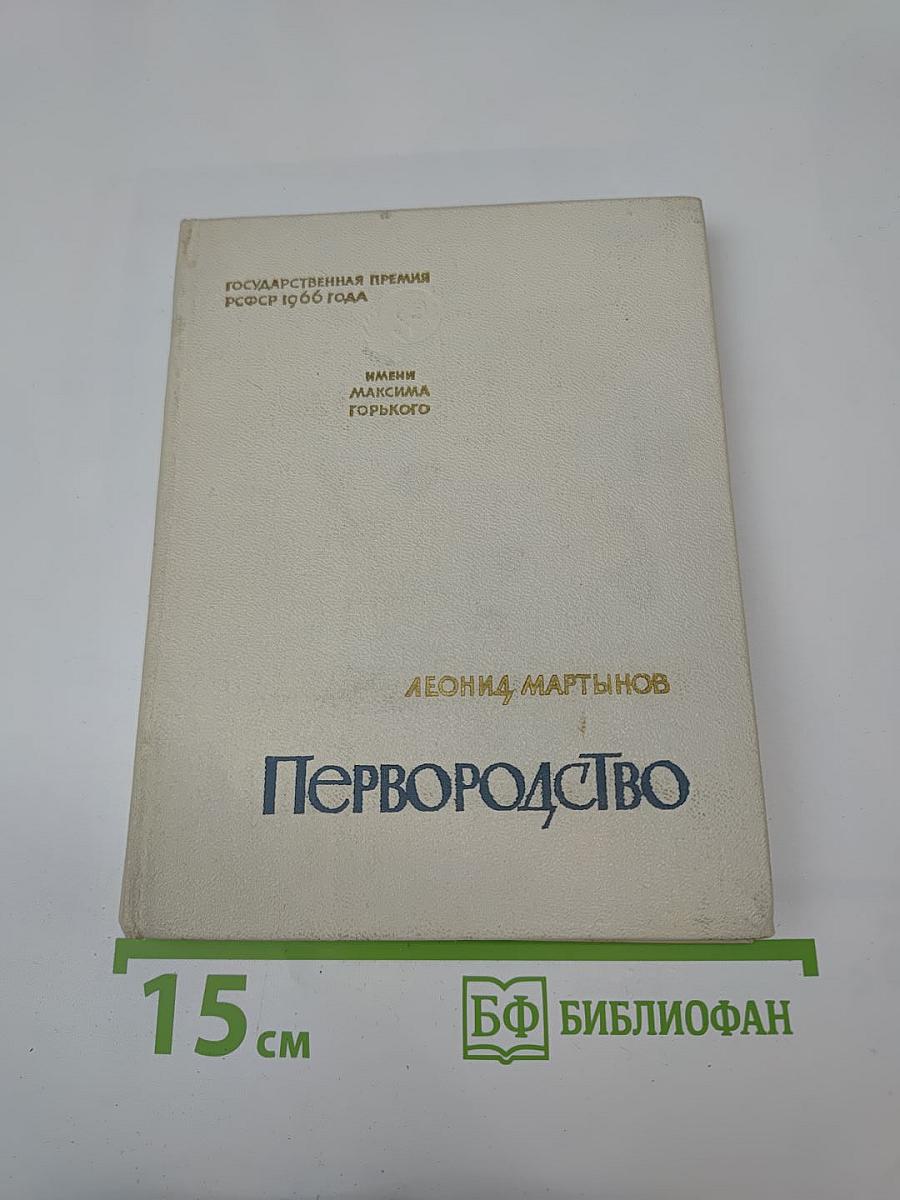 ГОСУДАРСТВЕННАЯ ПРЕМИЯ
РСФСР 1966 ГОДА
ИМЕНИ
МАКСИМА
ГОРЬКОГО
ЛЕОНИД МАРТЫНОВ
ПЕРВОРОДСТВО
15 см
БФ БИБЛИОФАН